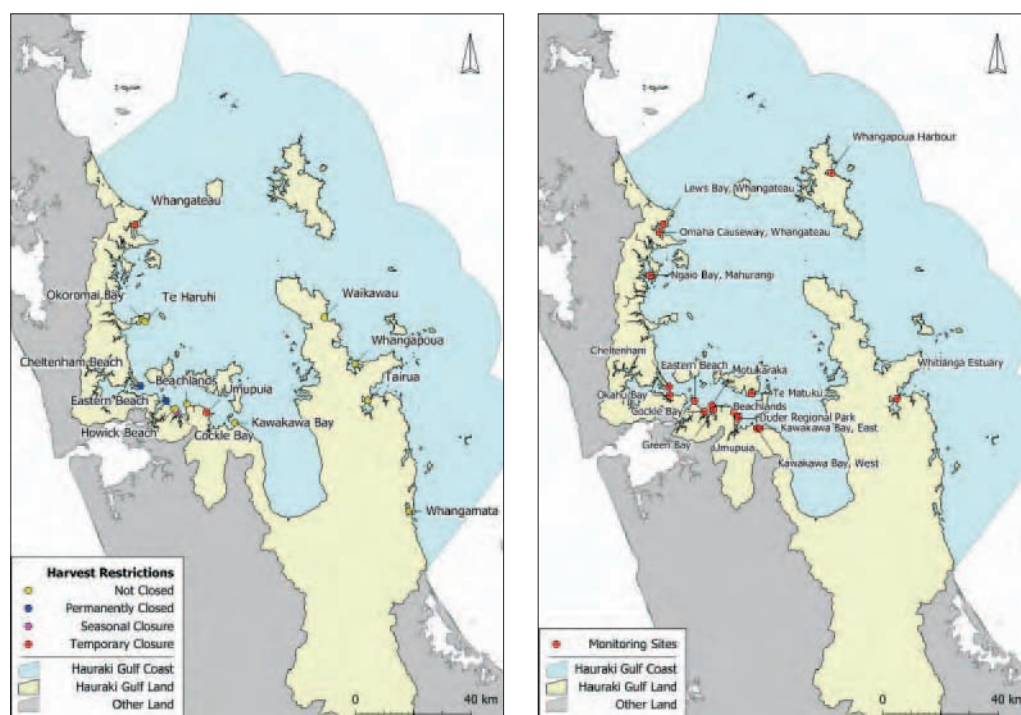 Whangateau
Okoromai Bay
Te Haruhi
Waikawau
Whangapoua
Cheltenham Beach
Tairua
Beachlands
Umupuia
Eastern Beach
Kawakawa Bay
Howick Beach
Cockle Bay
Whangamata
Harvest Restrictions
Not Closed
Permanently Closed
Seasonal Closure
Temporary Closure
Hauraki Gulf Coast
Hauraki Gulf Land
Other Land
0 40 km
Whangapoua Harbour
Lews Bay, Whangateau
Omaha Causeway, Whangateau
Ngaio Bay, Mahurangi
Cheltenham
Eastern Beach
Motukaraka
Whitianga Estuary
Okahu Bay
Te Matuku
Cockle Bay
Beachlands
Duder Regional Park
Kawakawa Bay, East
Green Bay
Umupuia
Kawakawa Bay, West
Monitoring Sites
Hauraki Gulf Coast
Hauraki Gulf Land
Other Land
0 40 km